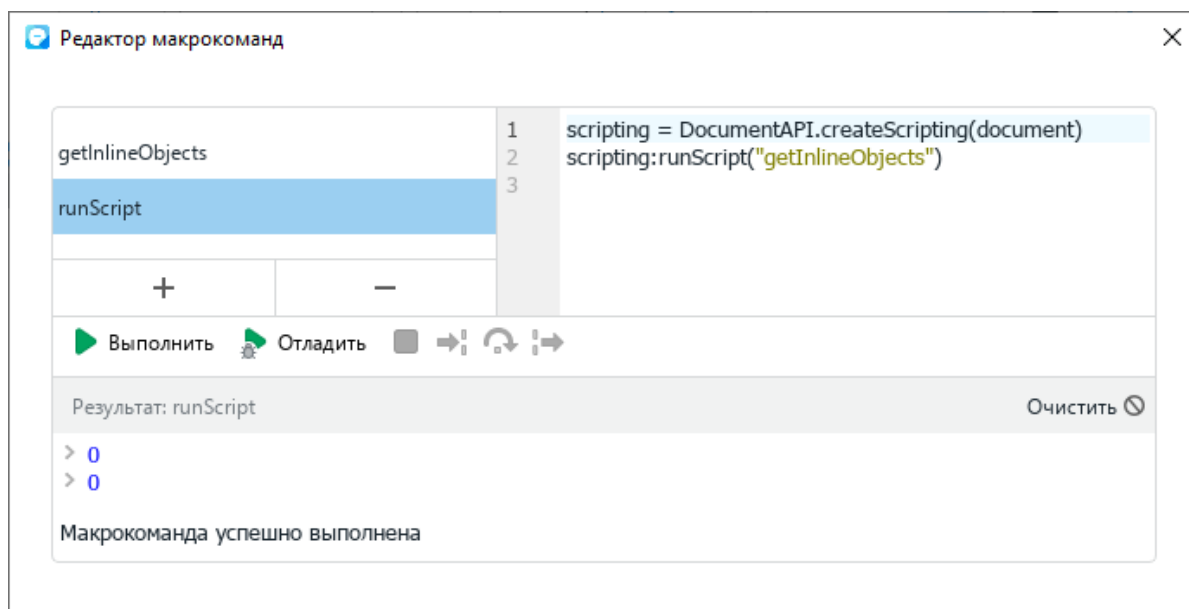 Редактор макрокоманд
getInlineObjects
runScript
+ −
1 scripting = DocumentAPI.createScripting(document)
2 scripting:runScript("getInlineObjects")
3
Выполнить Отладить
Результат: runScript Очистить
> 0
> 0
Макрокоманда успешно выполнена